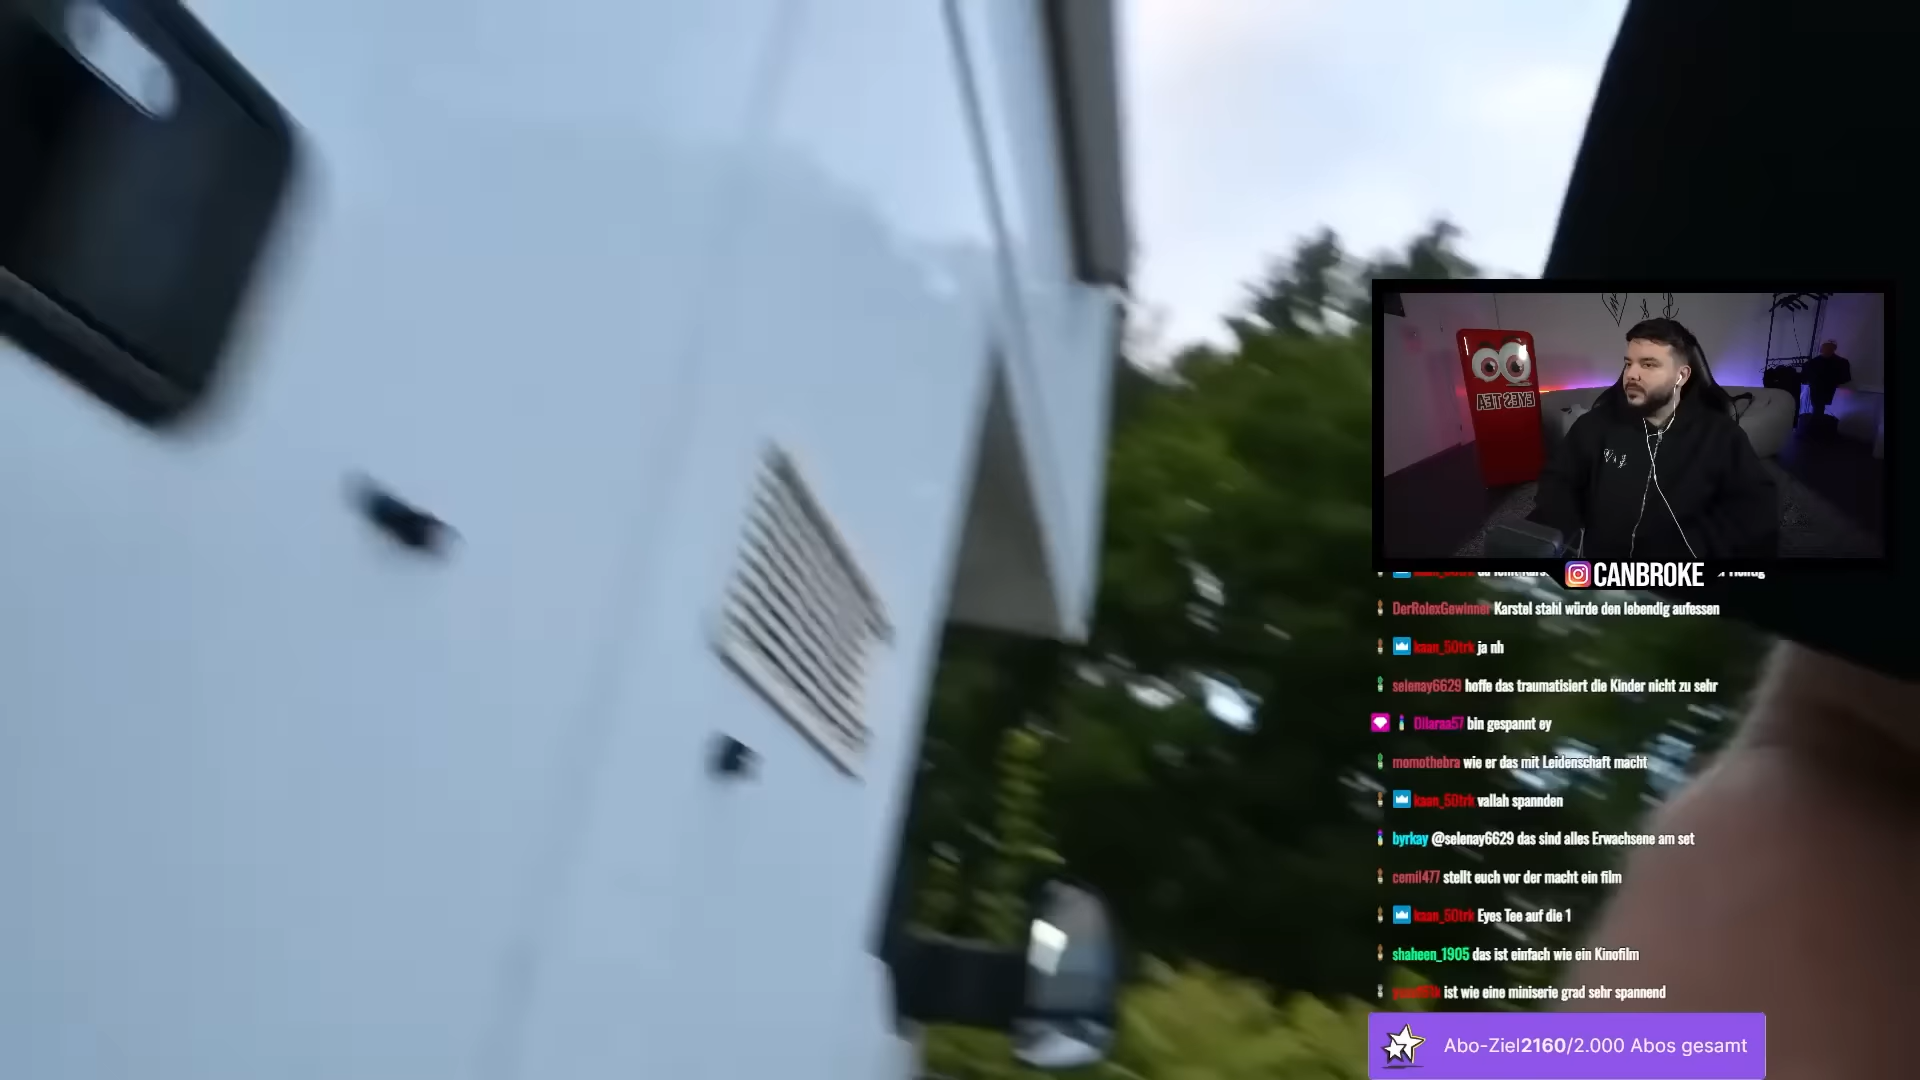 EYES TEA
CANBROKE
DerRolexGewinner Karstel stahl würde den lebendig aufessen
kaan_50trk ja nh
selenay6629 hoffe das traumatisiert die Kinder nicht zu sehr
Dilaraa57 bin gespannt ey
momothebra wie er das mit Leidenschaft macht
kaan_50trk vallah spannden
byrkay @selenay6629 das sind alles Erwachsene am set
cemil477 stellt euch vor der macht ein film
kaan_50trk Eyes Tee auf die 1
shaheen_1905 das ist einfach wie ein Kinofilm
ist wie eine miniserie grad sehr spannend
Abo-Ziel2160/2.000 Abos gesamt